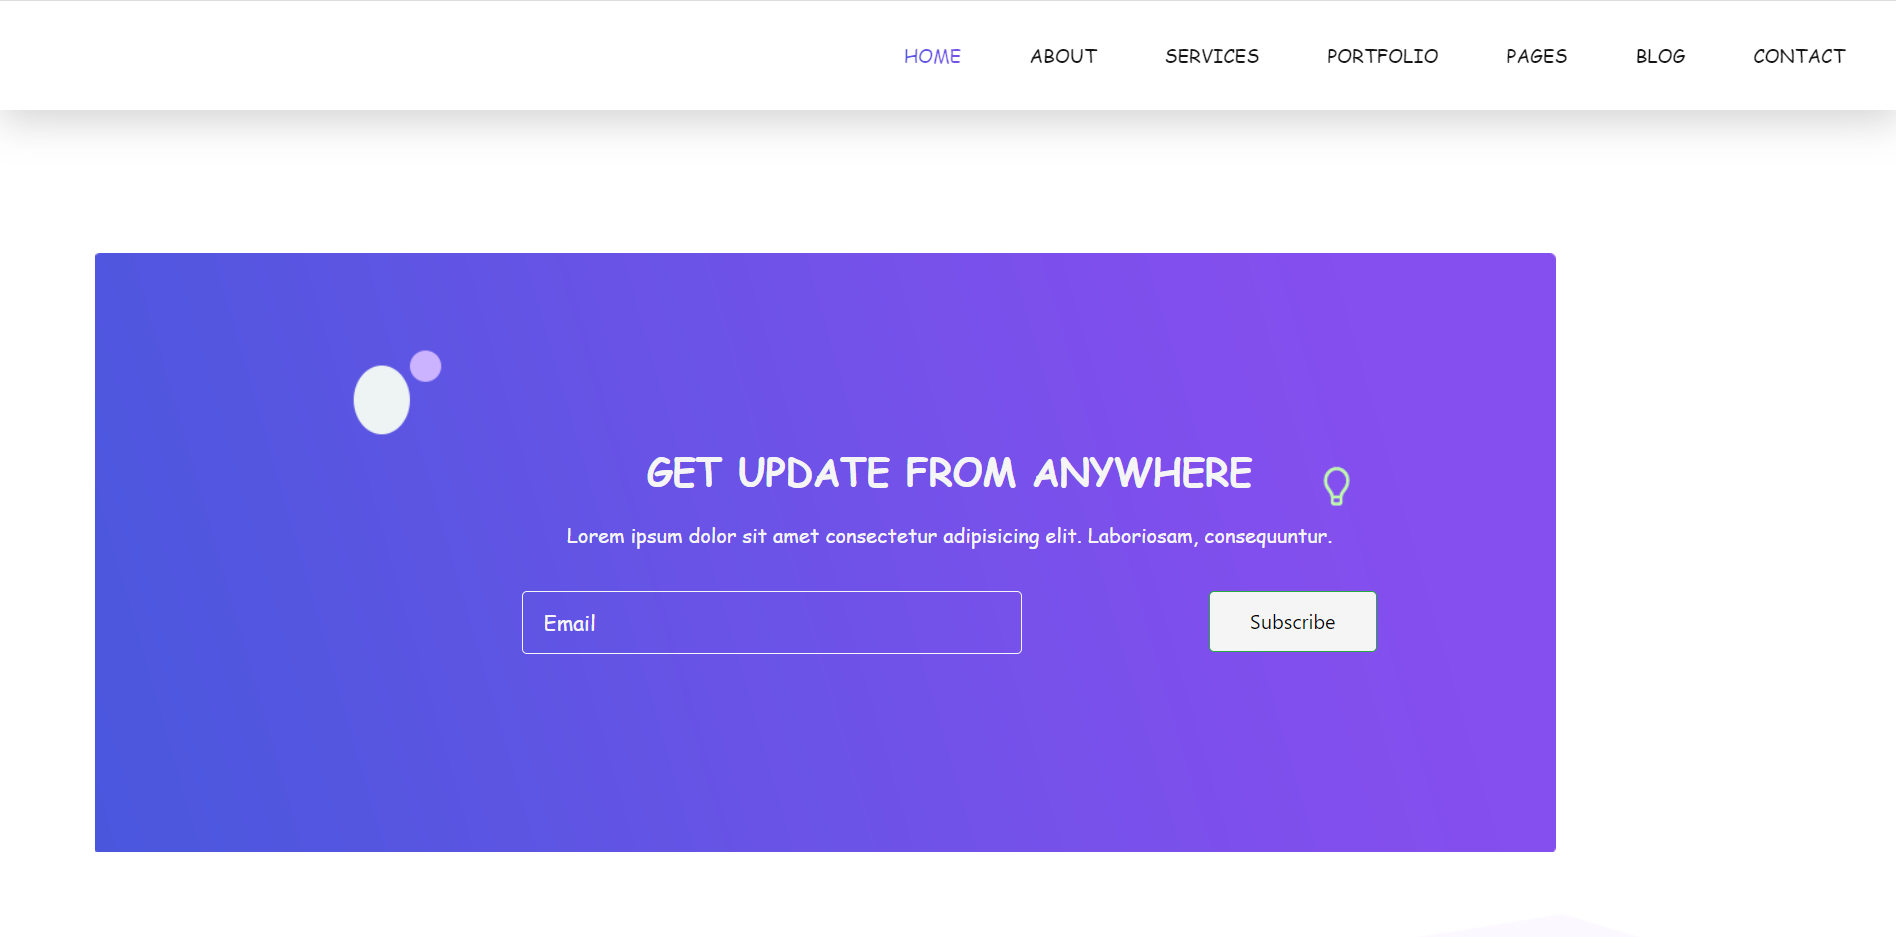 HOME ABOUT SERVICES PORTFOLIO PAGES BLOG CONTACT
GET UPDATE FROM ANYWHERE
Lorem ipsum dolor sit amet consectetur adipisicing elit. Laboriosam, consequuntur.
Email Subscribe